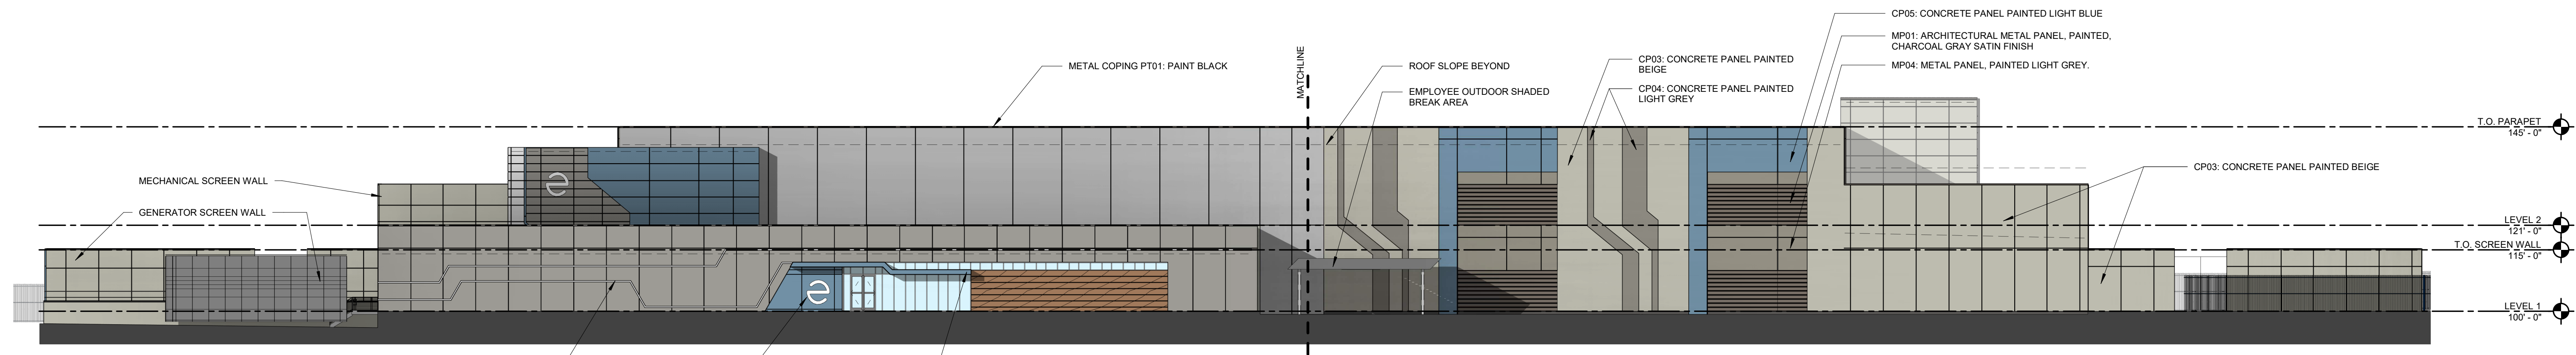 CP05: CONCRETE PANEL PAINTED LIGHT BLUE
MP01: ARCHITECTURAL METAL PANEL, PAINTED,
CHARCOAL GRAY SATIN FINISH
MP04: METAL PANEL, PAINTED LIGHT GREY.
METAL COPING PT01: PAINT BLACK
MATCHLINE
ROOF SLOPE BEYOND
EMPLOYEE OUTDOOR SHADED
BREAK AREA
CP03: CONCRETE PANEL PAINTED
BEIGE
CP04: CONCRETE PANEL PAINTED
LIGHT GREY
T.O. PARAPET
145' - 0"
MECHANICAL SCREEN WALL
GENERATOR SCREEN WALL
CP03: CONCRETE PANEL PAINTED BEIGE
LEVEL 2
121' - 0"
T.O. SCREEN WALL
115' - 0"
LEVEL 1
100' - 0"